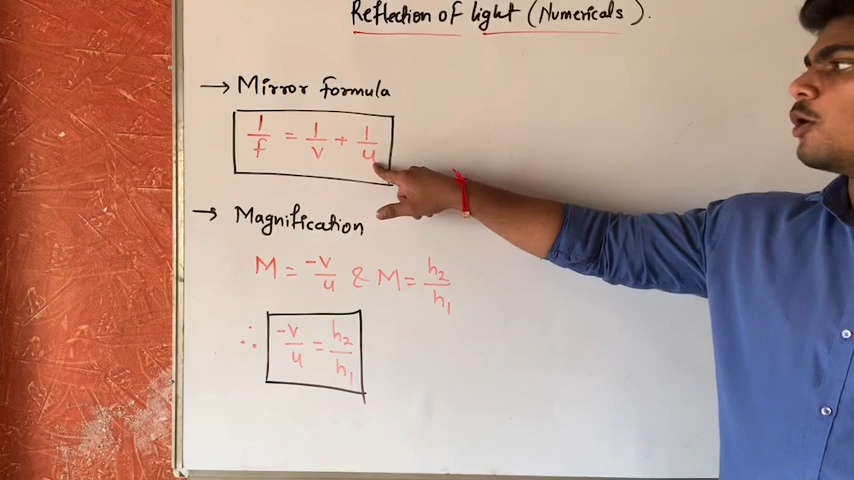 Reflection of light (Numericals).
→ Mirror formula
1/f = 1/v + 1/u
→ Magnification
M = -v/u & M = h₂/h₁
∴ -v/u = h₂/h₁